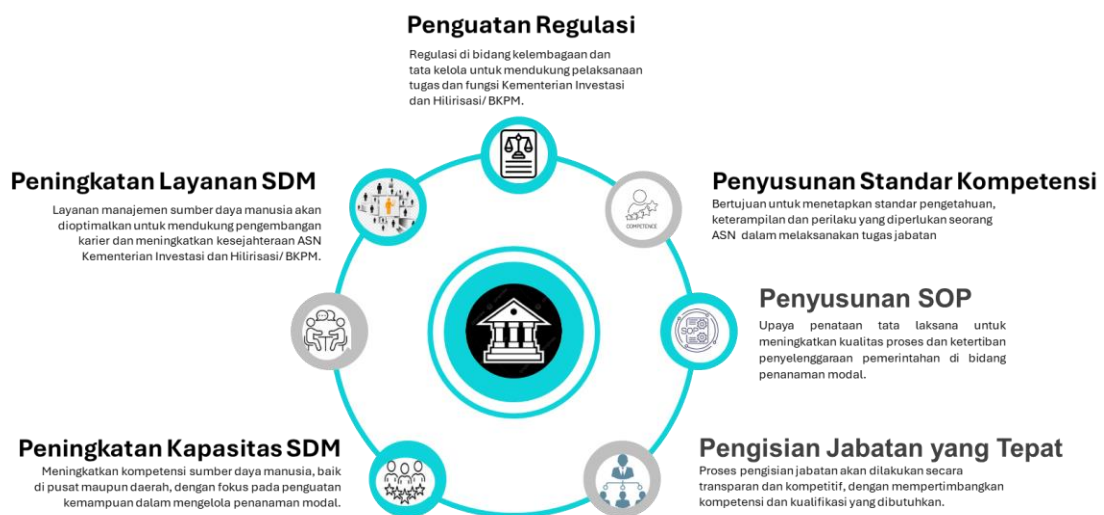 Penguatan Regulasi
Regulasi di bidang kelembagaan dan
tata kelola untuk mendukung pelaksanaan
tugas dan fungsi Kementerian Investasi
dan Hilirisasi/ BKPM.
Peningkatan Layanan SDM
Layanan manajemen sumber daya manusia akan
dioptimalkan untuk mendukung pengembangan
karier dan meningkatkan kesejahteraan ASN
Kementerian Investasi dan Hilirisasi/ BKPM.
COMPETENCE
Penyusunan Standar Kompetensi
Bertujuan untuk menetapkan standar pengetahuan,
keterampilan dan perilaku yang diperlukan seorang
ASN dalam melaksanakan tugas jabatan
SOP
Penyusunan SOP
Upaya penataan tata laksana untuk
meningkatkan kualitas proses dan ketertiban
penyelenggaraan pemerintahan di bidang
penanaman modal.
Peningkatan Kapasitas SDM
Meningkatkan kompetensi sumber daya manusia, baik
di pusat maupun daerah, dengan fokus pada penguatan
kemampuan dalam mengelola penanaman modal.
Pengisian Jabatan yang Tepat
Proses pengisian jabatan akan dilakukan secara
transparan dan kompetitif, dengan mempertimbangkan
kompetensi dan kualifikasi yang dibutuhkan.